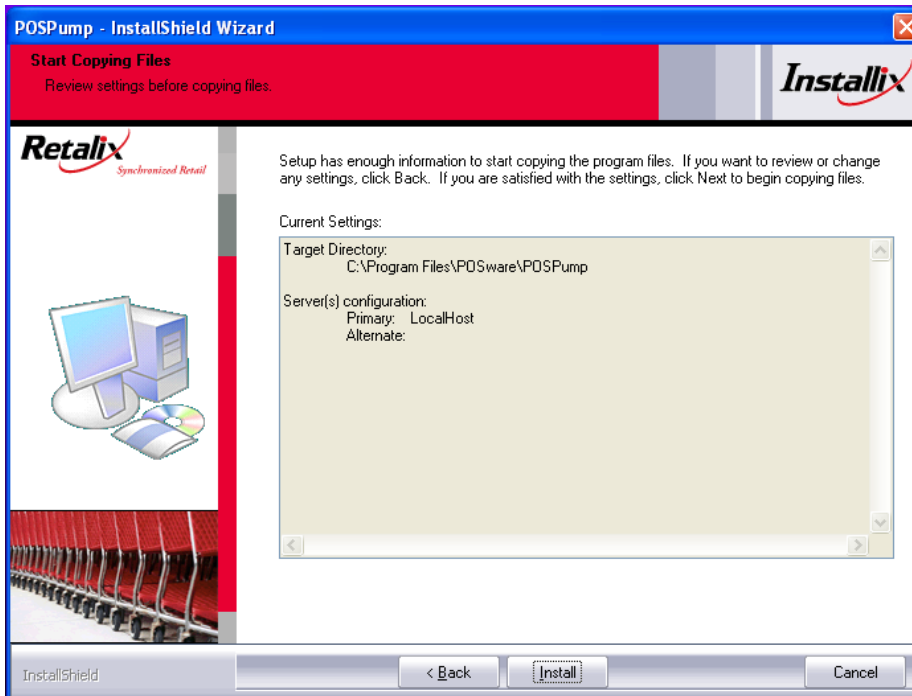 POSPump - InstallShield Wizard
Start Copying Files
Review settings before copying files.
Installix
Retalix
Synchronized Retail
Setup has enough information to start copying the program files. If you want to review or change
any settings, click Back. If you are satisfied with the settings, click Next to begin copying files.
Current Settings:
Target Directory:
C:\Program Files\POSware\POSPump
Server(s) configuration:
Primary: LocalHost
Alternate:
InstallShield
< Back
Install
Cancel